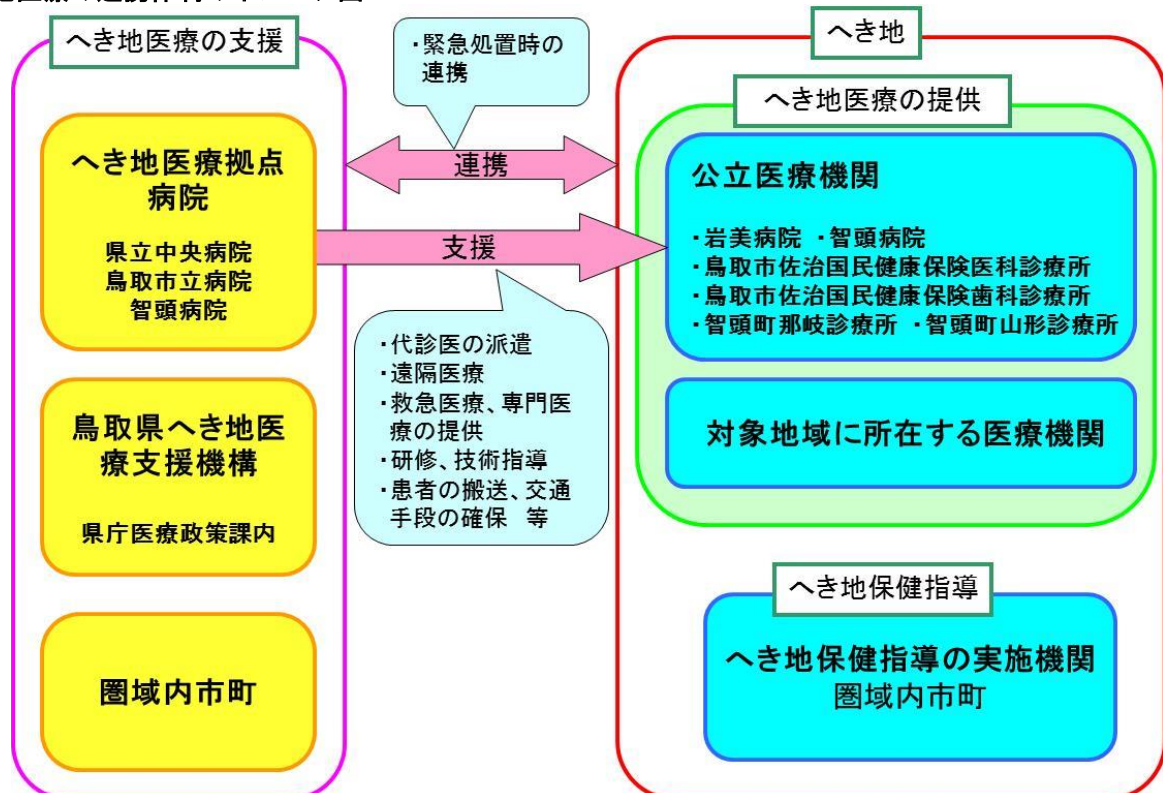 へき地医療の支援
へき地医療拠点
病院
県立中央病院
鳥取市立病院
智頭病院
鳥取県へき地医
療支援機構
県庁医療政策課内
圏域内市町
・緊急処置時の
連携
連携
支援
・代診医の派遣
・遠隔医療
・救急医療、専門医
療の提供
・研修、技術指導
・患者の搬送、交通
手段の確保　等
へき地
へき地医療の提供
公立医療機関
・岩美病院 ・智頭病院
・鳥取市佐治国民健康保険医科診療所
・鳥取市佐治国民健康保険歯科診療所
・智頭町那岐診療所 ・智頭町山形診療所
対象地域に所在する医療機関
へき地保健指導
へき地保健指導の実施機関
圏域内市町